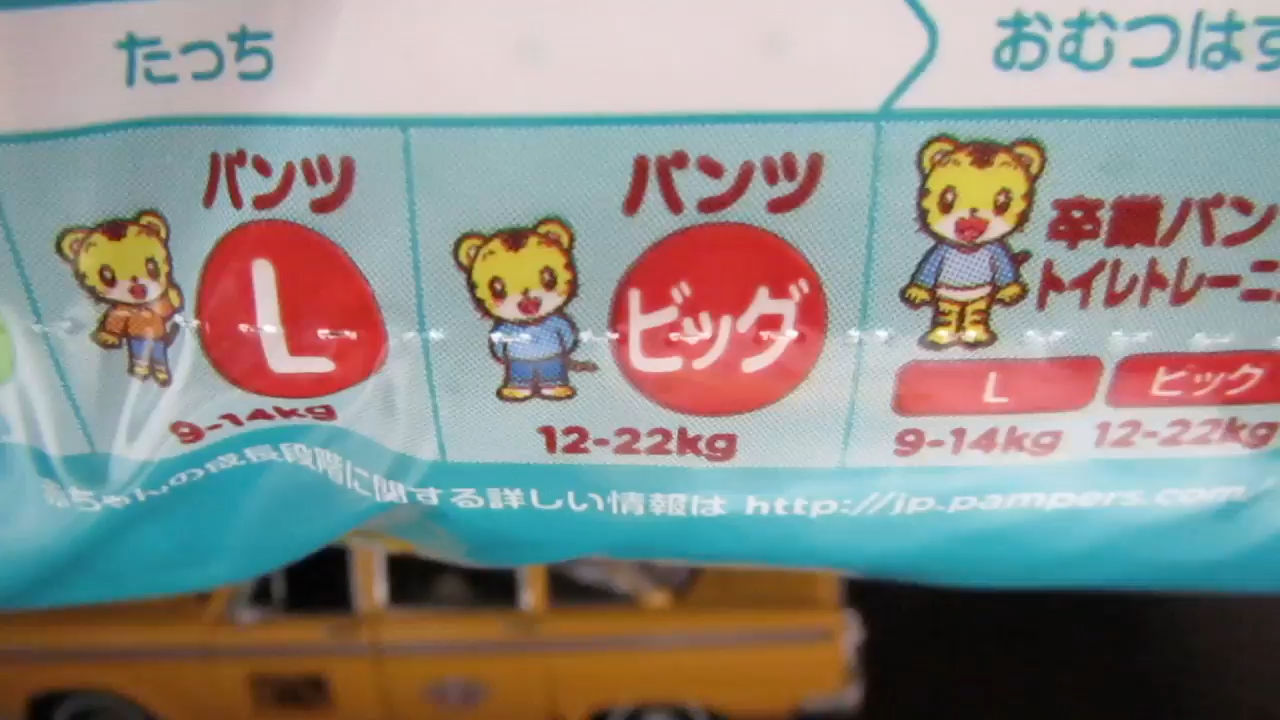 たっち
おむつはず
パンツ
L
9-14kg
パンツ
ビッグ
12-22kg
卒業パン
トイレトレーニ
L
ビッグ
9-14kg
12-22kg
ちゃんの成長段階に関する詳しい情報は http://jp.pampers.com